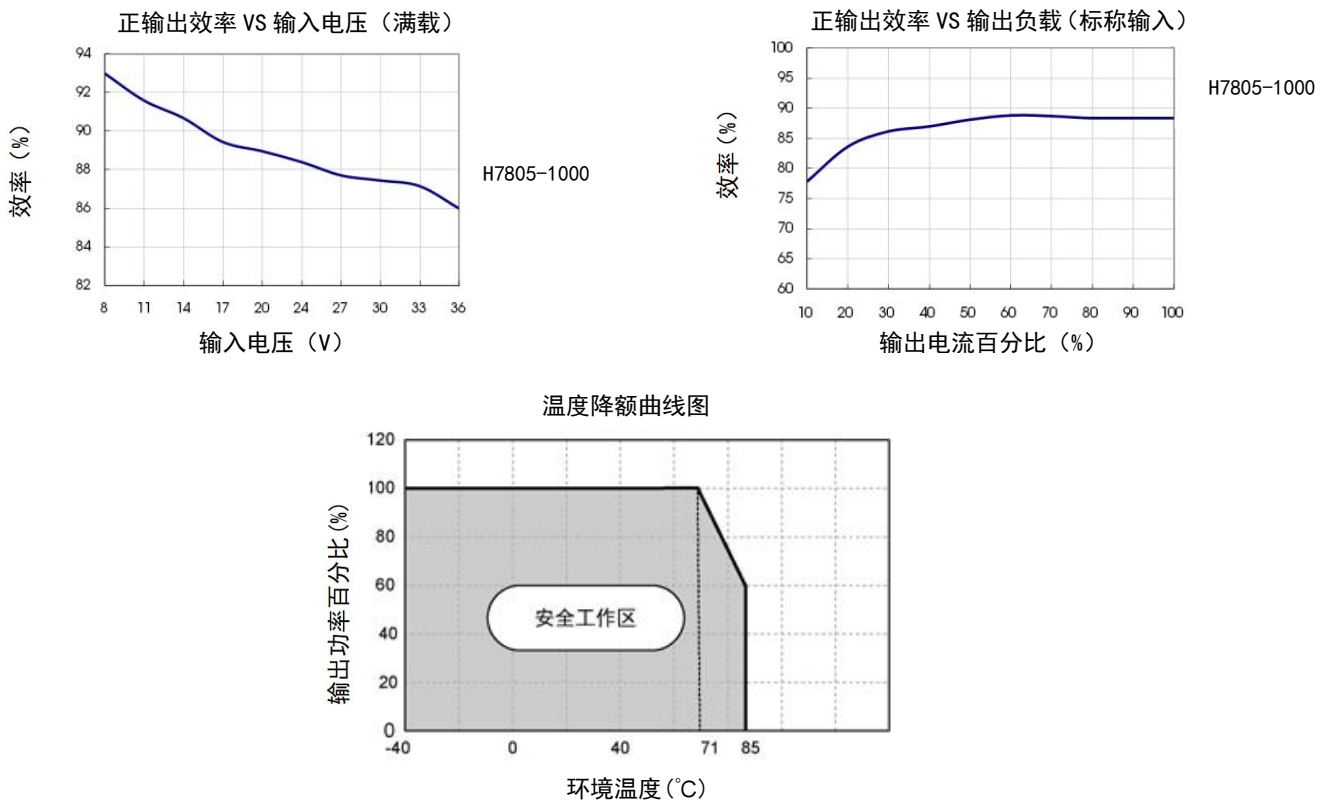 正输出效率 VS 输入电压（满载）
94
92
90
88
86
84
82
8 11 14 17 20 24 27 30 33 36
效率（%）
输入电压（V）
H7805-1000
正输出效率 VS 输出负载（标称输入）
100
95
90
85
80
75
70
65
60
10 20 30 40 50 60 70 80 90 100
效率（%）
输出电流百分比（%）
H7805-1000
温度降额曲线图
120
100
80
60
40
20
0
-40 0 40 71 85
输出功率百分比(%)
安全工作区
环境温度(℃)